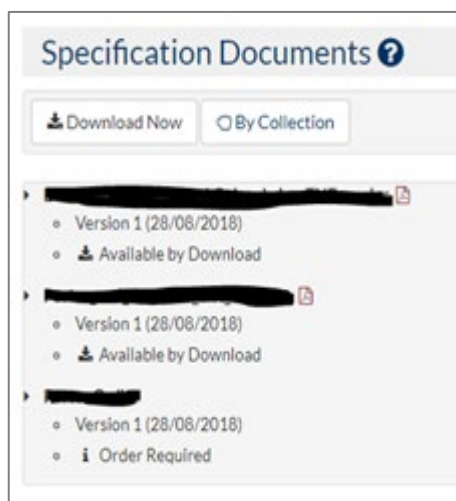 Specification Documents ?
Download Now By Collection
Version 1 (28/08/2018)
Available by Download
Version 1 (28/08/2018)
Available by Download
Version 1 (28/08/2018)
i Order Required